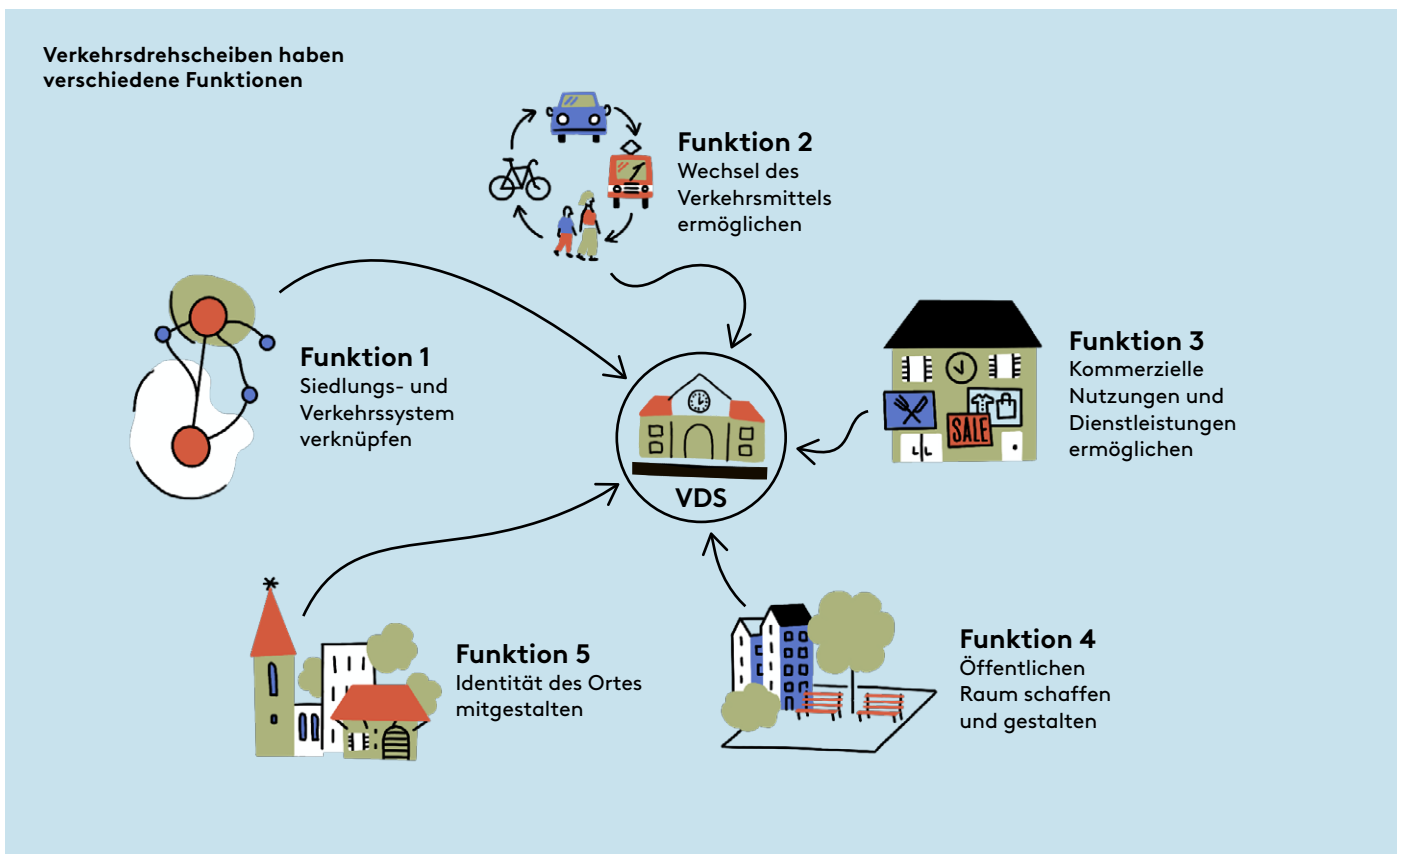 Verkehrsdrehscheiben haben
verschiedene Funktionen
Funktion 2
Wechsel des
Verkehrsmittels
ermöglichen
Funktion 1
Siedlungs- und
Verkehrssystem
verknüpfen
Funktion 3
Kommerzielle
Nutzungen und
Dienstleistungen
ermöglichen
SALE
VDS
Funktion 5
Identität des Ortes
mitgestalten
Funktion 4
Öffentlichen
Raum schaffen
und gestalten